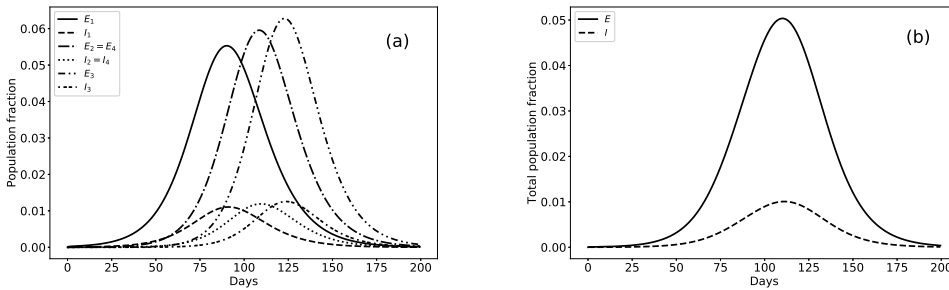 (a)
E₁
I₁
E₂ = E₄
I₂ = I₄
E₃
I₃
Population fraction
0.06
0.05
0.04
0.03
0.02
0.01
0.00
0 25 50 75 100 125 150 175 200
Days
(b)
E
I
Total population fraction
0.05
0.04
0.03
0.02
0.01
0.00
0 25 50 75 100 125 150 175 200
Days